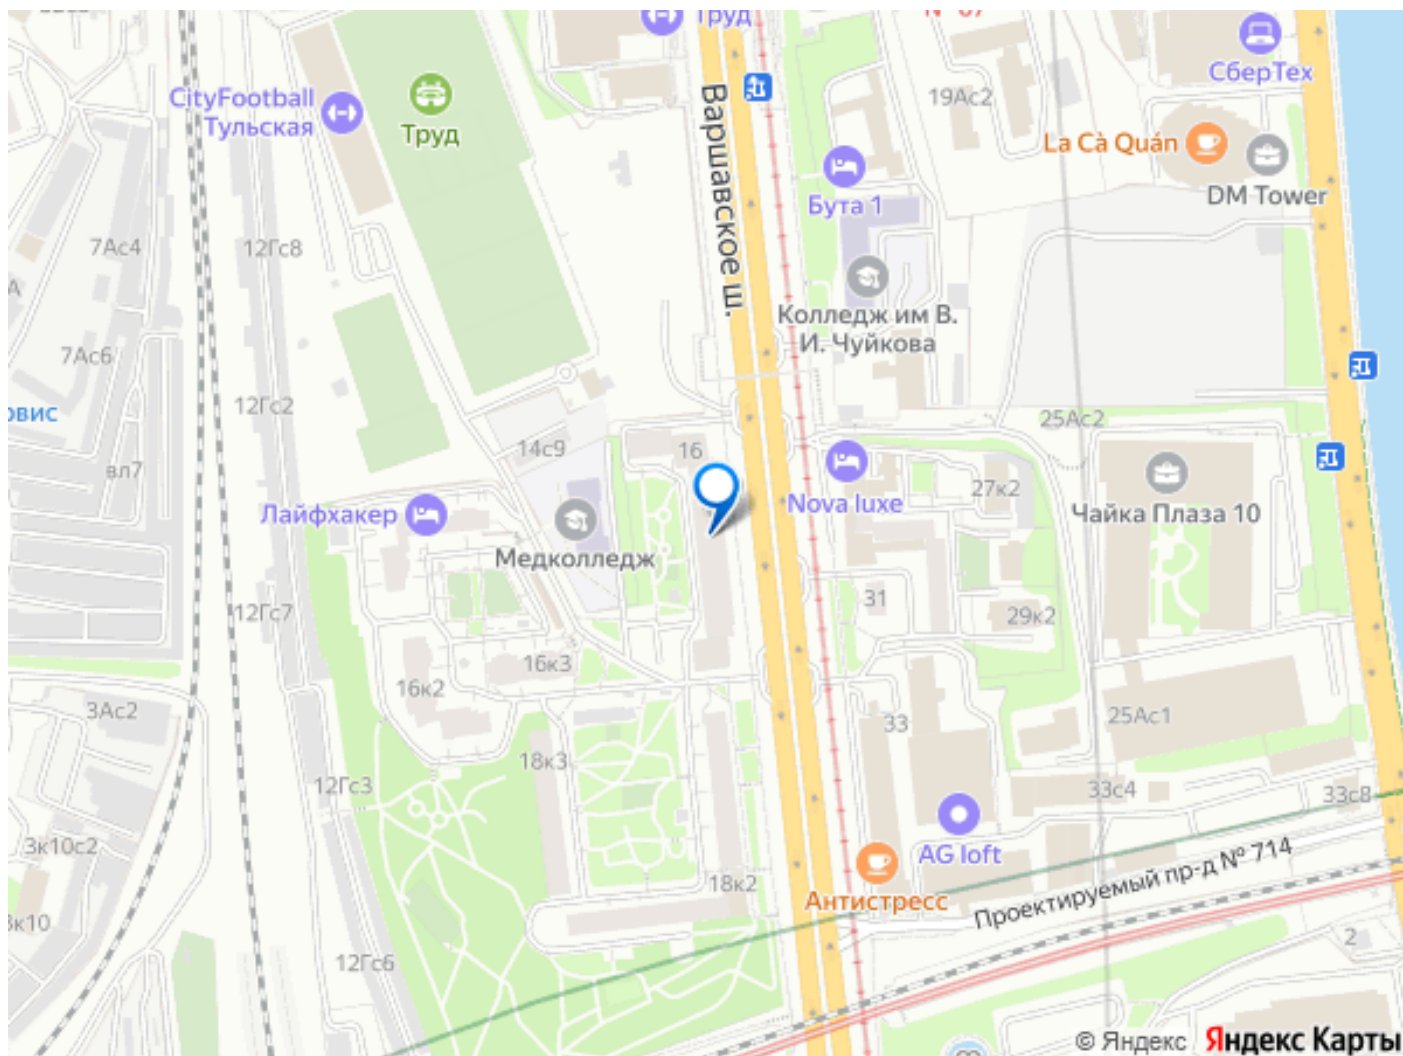 Труд
СберТех
CityFootball
Тульская
Труд
Варшавское ш.
19Ас2
La Cà Quán
DM Tower
Бута 1
7Ас4
12Гс8
Колледж им В.
И. Чуйкова
7Ас6
12Гс2
овис
25Ас2
14с9
16
вл7
Лайфхакер
Nova luxe
27к2
Чайка Плаза 10
Медколледж
31
12Гс7
29к2
16к3
16к2
3Ас2
33
25Ас1
18к3
12Гс3
33с4
33с8
AG loft
3к10с2
Проектируемый пр-д № 714
18к2
Антистресс
3к10
2
12Гс6
© Яндекс
Яндекс Карты